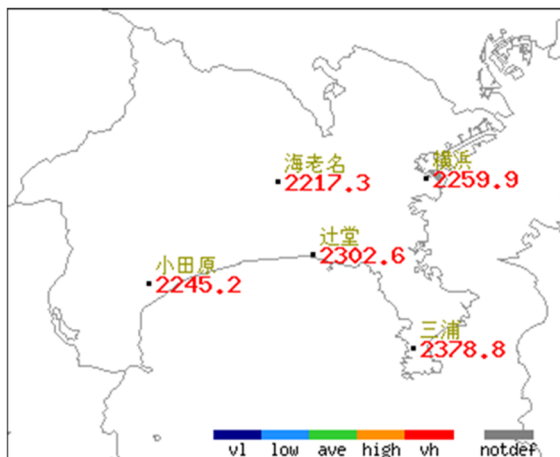 海老名
2217.3
横浜
2259.9
辻堂
2302.6
小田原
2245.2
三浦
2378.8
vl low ave high vh notdef